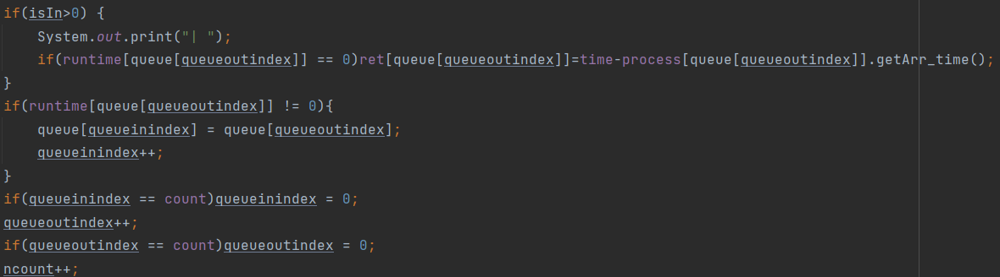 if(isIn>0) {
    System.out.print("| ");
    if(runtime[queue[queueoutindex]] == 0)ret[queue[queueoutindex]]=time-process[queue[queueoutindex]].getArr_time();
}
if(runtime[queue[queueoutindex]] != 0){
    queue[queueinindex] = queue[queueoutindex];
    queueinindex++;
}
if(queueinindex == count)queueinindex = 0;
queueoutindex++;
if(queueoutindex == count)queueoutindex = 0;
ncount++;